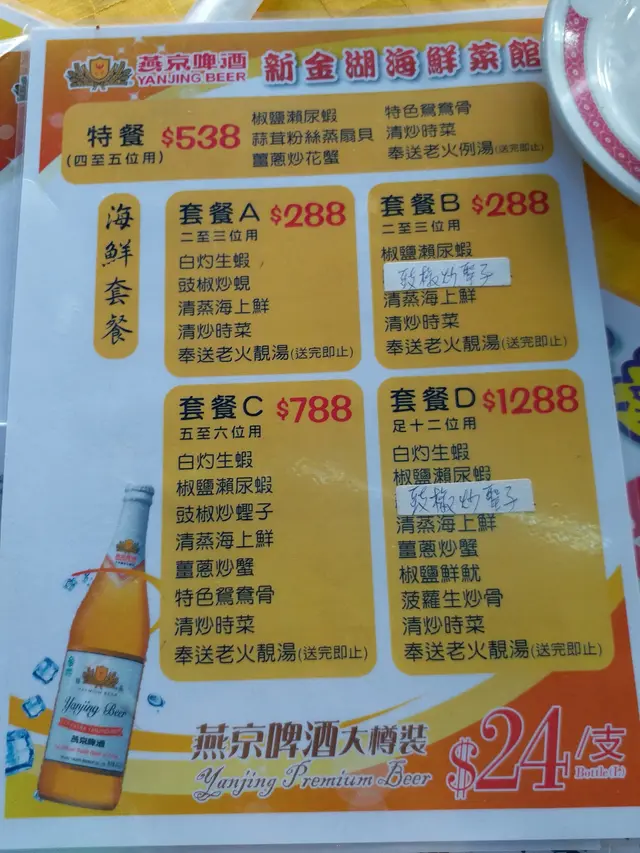 燕京啤酒
YANJING BEER
新金湖海鮮菜館
特餐 $538
(四至五位用)
椒鹽瀨尿蝦
蒜茸粉絲蒸扇貝
薑蔥炒花蟹
特色鴛鴦骨
清炒時菜
奉送老火例湯(送完即止)
海鮮套餐
套餐A $288
二至三位用
白灼生蝦
豉椒炒蜆
清蒸海上鮮
清炒時菜
奉送老火靚湯(送完即止)
套餐B $288
二至三位用
椒鹽瀨尿蝦
豉椒炒聖子
清蒸海上鮮
清炒時菜
奉送老火靚湯(送完即止)
套餐C $788
五至六位用
白灼生蝦
椒鹽瀨尿蝦
豉椒炒蟶子
清蒸海上鮮
薑蔥炒蟹
特色鴛鴦骨
清炒時菜
奉送老火靚湯(送完即止)
套餐D $1288
足十二位用
白灼生蝦
椒鹽瀨尿蝦
豉椒炒聖子
清蒸海上鮮
薑蔥炒蟹
椒鹽鮮魷
菠蘿生炒骨
清炒時菜
奉送老火靚湯(送完即止)
Yanjing Beer
燕京啤酒
燕京啤酒大樽裝
Yanjing Premium Beer
$24/支